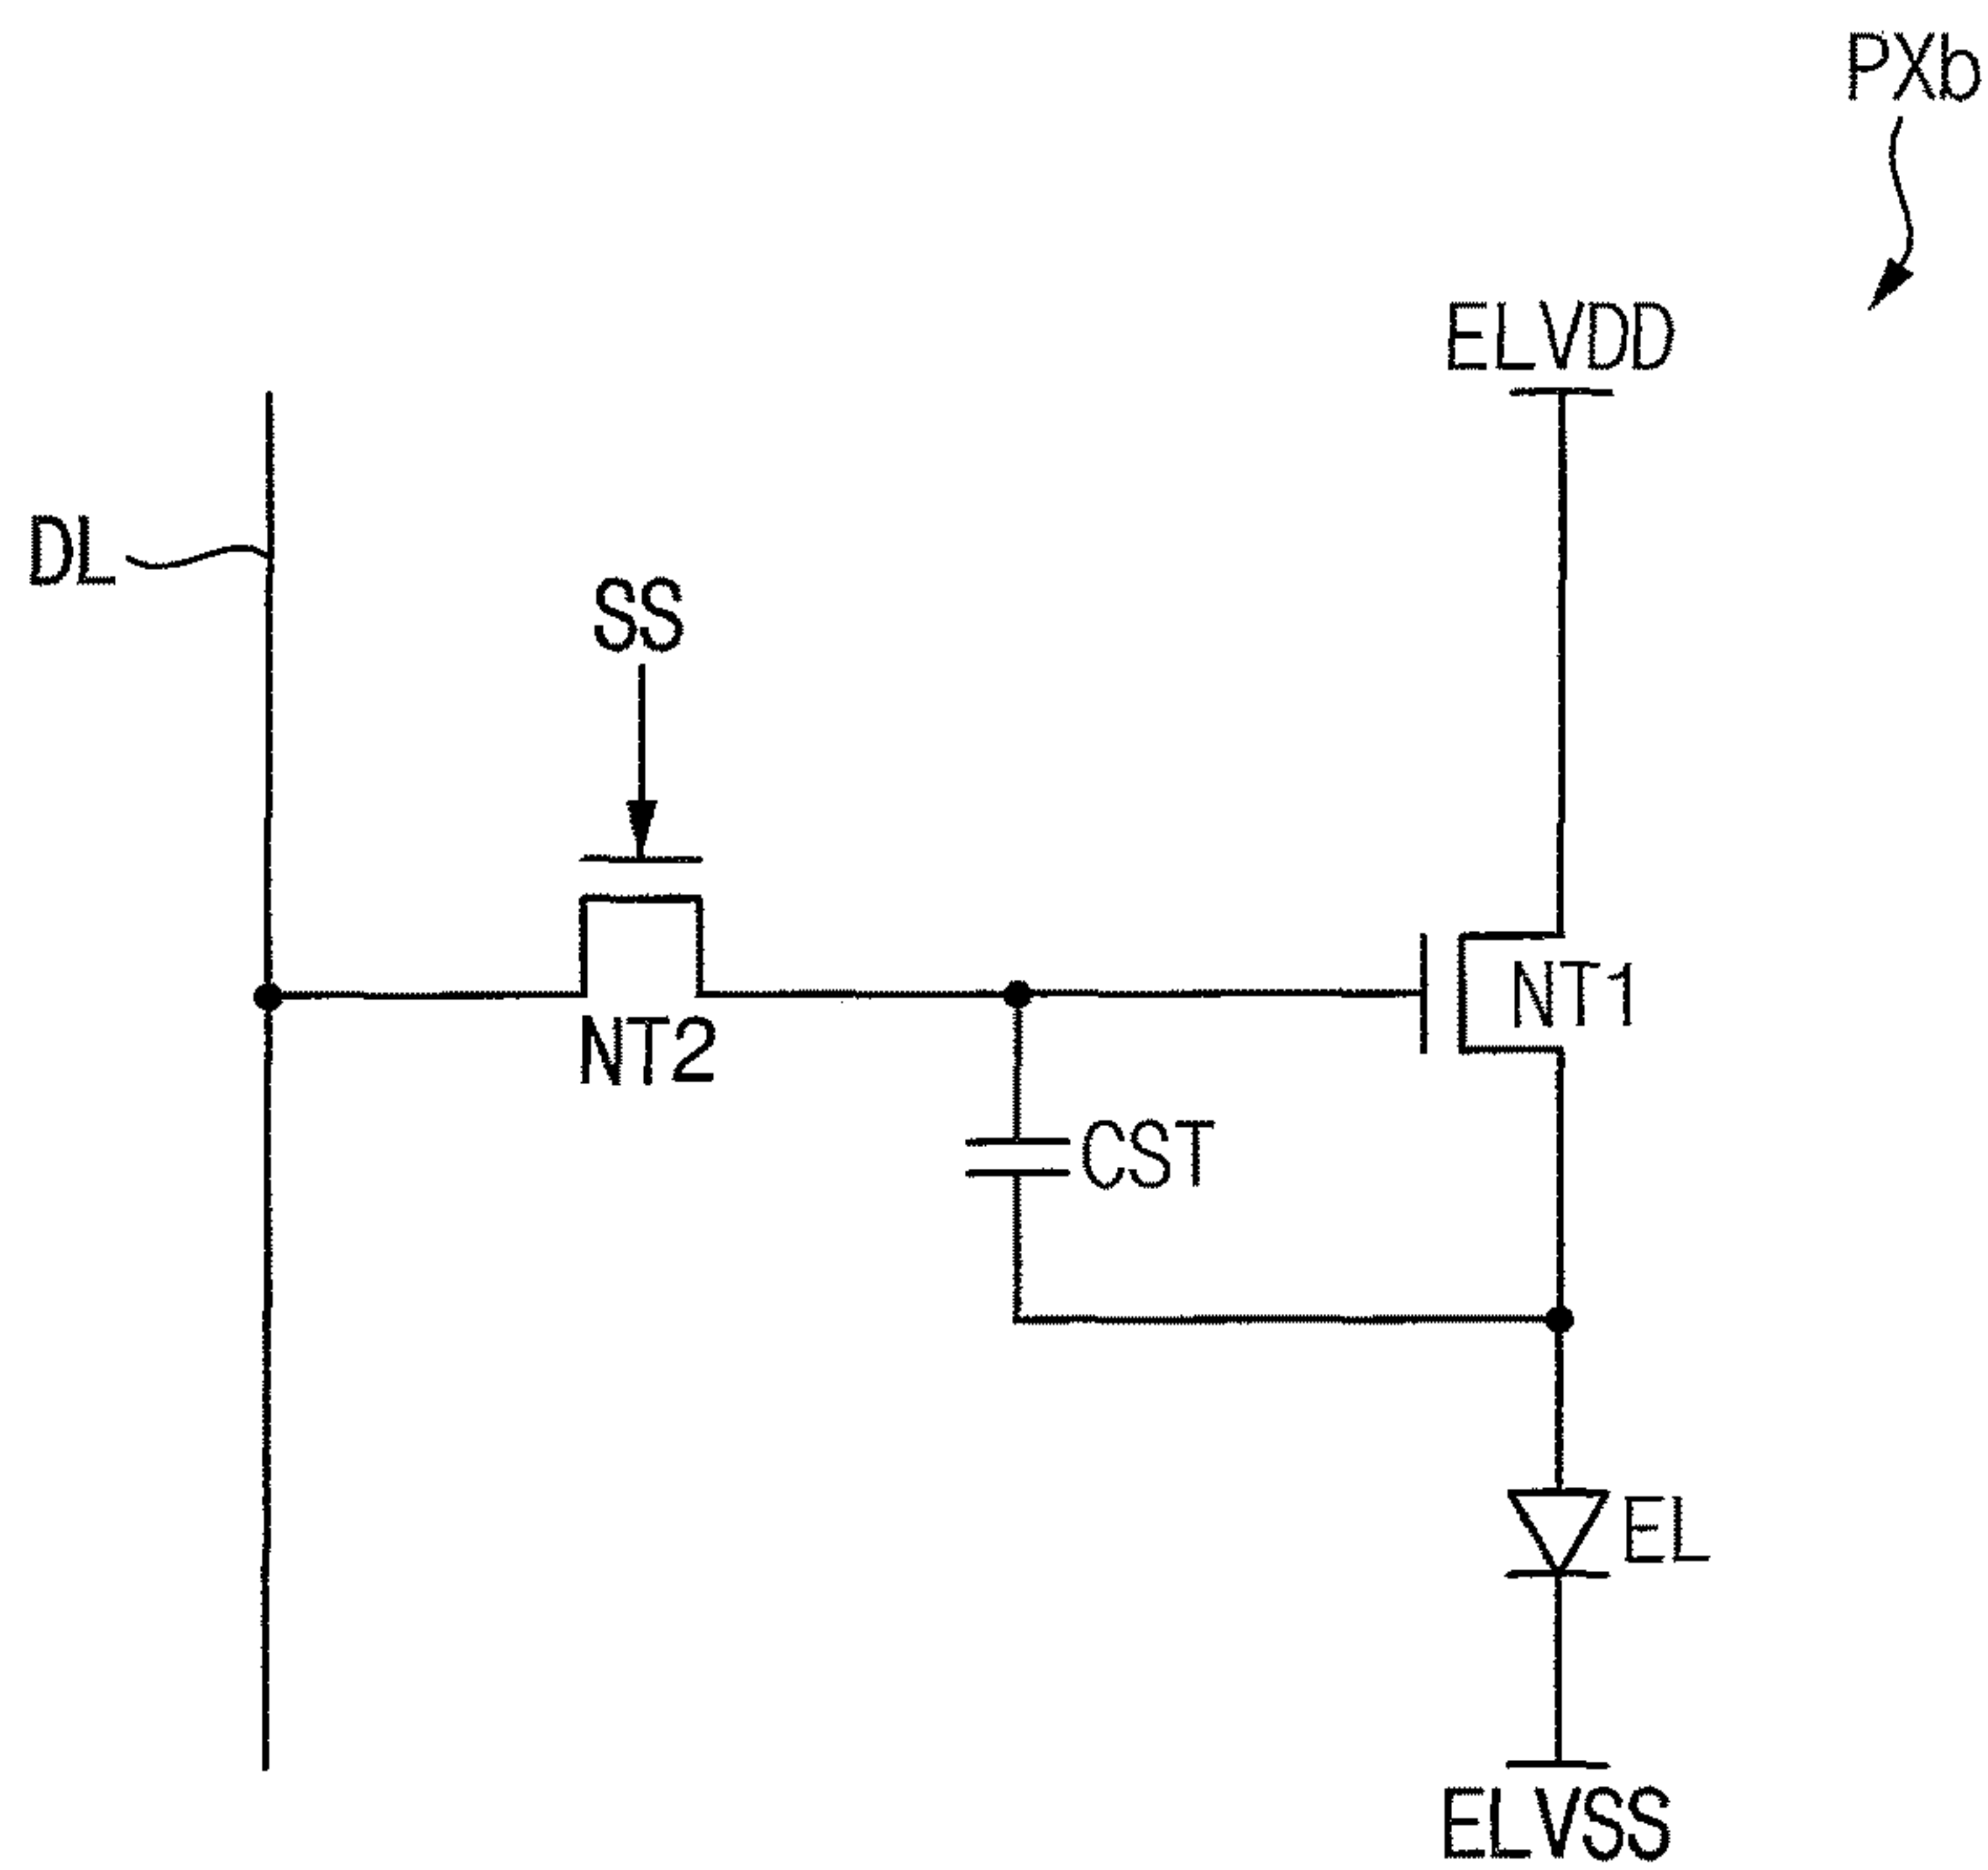 PXb
ELVDD
DL
SS
NT1
NT2
CST
EL
ELVSS